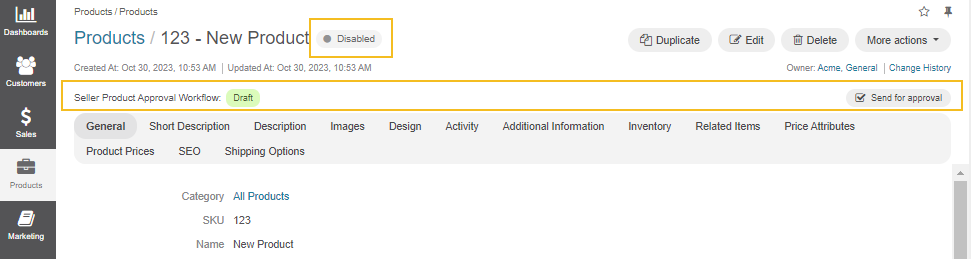 Dashboards
Customers
Sales
Products
Marketing
Products / Products
Products / 123 - New Product Disabled
Duplicate Edit Delete More actions
Created At: Oct 30, 2023, 10:53 AM Updated At: Oct 30, 2023, 10:53 AM
Owner: Acme, General Change History
Seller Product Approval Workflow: Draft Send for approval
General Short Description Description Images Design Activity Additional Information Inventory Related Items Price Attributes
Product Prices SEO Shipping Options
Category All Products
SKU 123
Name New Product